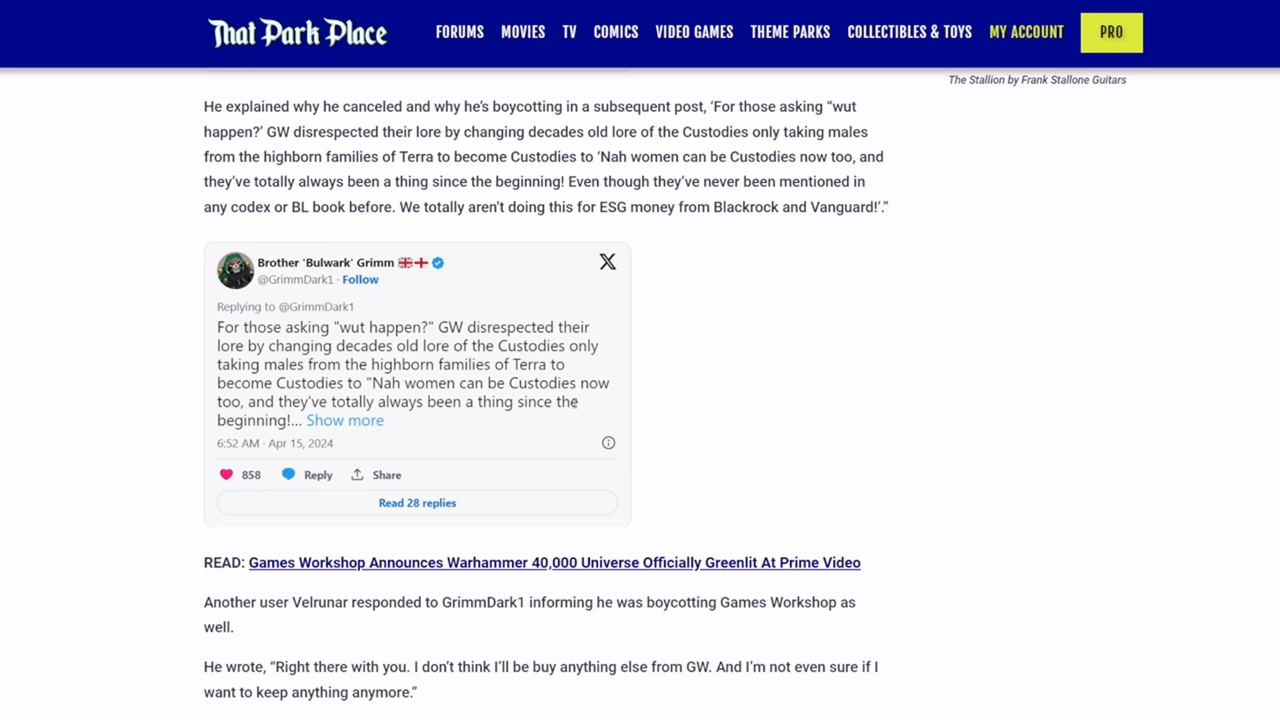 That Park Place
FORUMS MOVIES TV COMICS VIDEO GAMES THEME PARKS COLLECTIBLES & TOYS MY ACCOUNT PRO
The Stallion by Frank Stallone Guitars
He explained why he canceled and why he’s boycotting in a subsequent post, ‘For those asking “wut
happen?’ GW disrespected their lore by changing decades old lore of the Custodies only taking males
from the highborn families of Terra to become Custodies to ‘Nah women can be Custodies now too, and
they’ve totally always been a thing since the beginning! Even though they’ve never been mentioned in
any codex or BL book before. We totally aren’t doing this for ESG money from Blackrock and Vanguard!’.”
Brother 'Bulwark' Grimm
@GrimmDark1 · Follow
X
Replying to @GrimmDark1
For those asking "wut happen?" GW disrespected their
lore by changing decades old lore of the Custodies only
taking males from the highborn families of Terra to
become Custodies to "Nah women can be Custodies now
too, and they've totally always been a thing since the
beginning!... Show more
6:52 AM · Apr 15, 2024
858 Reply Share
Read 28 replies
READ: Games Workshop Announces Warhammer 40,000 Universe Officially Greenlit At Prime Video
Another user Velrunar responded to GrimmDark1 informing he was boycotting Games Workshop as
well.
He wrote, “Right there with you. I don’t think I’ll be buy anything else from GW. And I’m not even sure if I
want to keep anything anymore.”